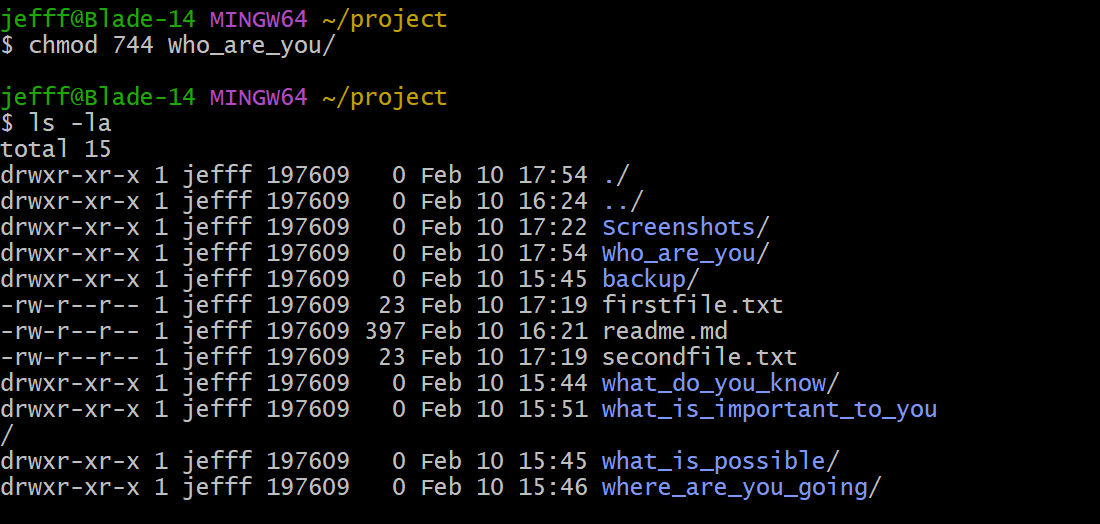 jefff@Blade-14 MINGW64 ~/project
$ chmod 744 Who_are_you/
jefff@Blade-14 MINGW64 ~/project
$ ls -la
total 15
drwxr-xr-x 1 jefff 197609   0 Feb 10 17:54 ./
drwxr-xr-x 1 jefff 197609   0 Feb 10 16:24 ../
drwxr-xr-x 1 jefff 197609   0 Feb 10 17:22 Screenshots/
drwxr-xr-x 1 jefff 197609   0 Feb 10 17:54 Who_are_you/
drwxr-xr-x 1 jefff 197609   0 Feb 10 15:45 backup/
-rw-r--r-- 1 jefff 197609  23 Feb 10 17:19 firstfile.txt
-rw-r--r-- 1 jefff 197609 397 Feb 10 16:21 readme.md
-rw-r--r-- 1 jefff 197609  23 Feb 10 17:19 secondfile.txt
drwxr-xr-x 1 jefff 197609   0 Feb 10 15:44 what_do_you_know/
drwxr-xr-x 1 jefff 197609   0 Feb 10 15:51 what_is_important_to_you
/
drwxr-xr-x 1 jefff 197609   0 Feb 10 15:45 what_is_possible/
drwxr-xr-x 1 jefff 197609   0 Feb 10 15:46 where_are_you_going/